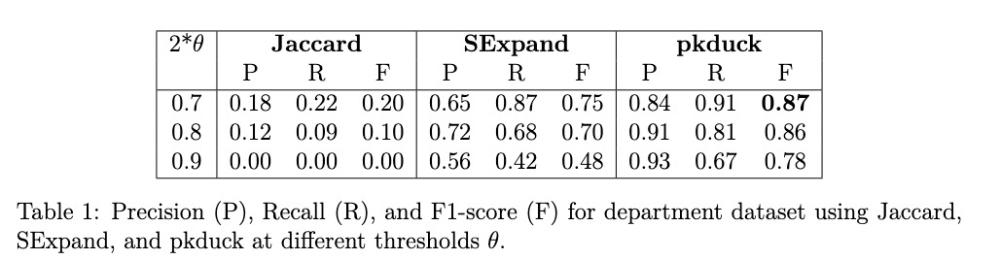 2*θ Jaccard SExpand pkduck
P R F P R F P R F
0.7 0.18 0.22 0.20 0.65 0.87 0.75 0.84 0.91 0.87
0.8 0.12 0.09 0.10 0.72 0.68 0.70 0.91 0.81 0.86
0.9 0.00 0.00 0.00 0.56 0.42 0.48 0.93 0.67 0.78
Table 1: Precision (P), Recall (R), and F1-score (F) for department dataset using Jaccard,
SExpand, and pkduck at different thresholds θ.